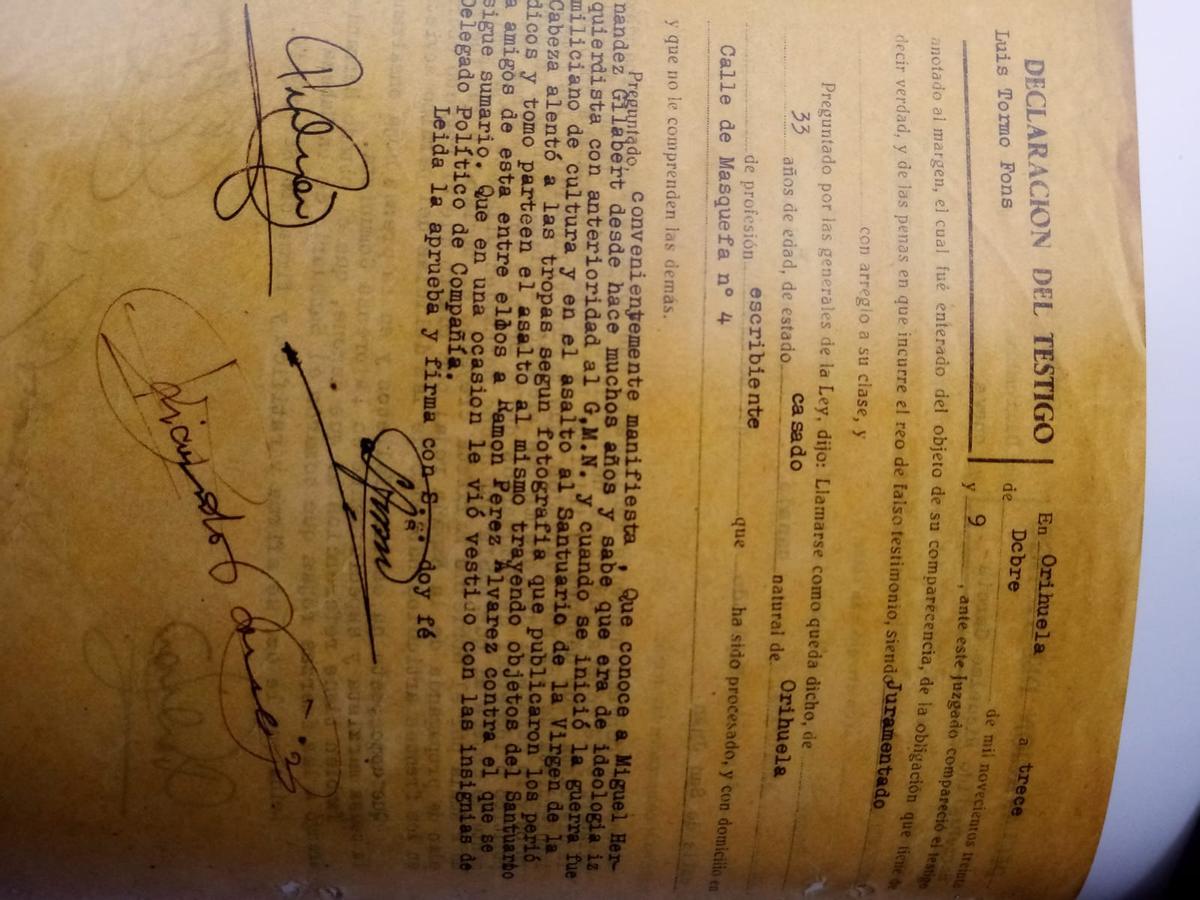 DECLARACION DEL TESTIGO
Luis Tormo Fons
En Orihuela a trece
de Dcbre de mil novecientos treinta
y 9, ante este Juzgado compareció el testigo
anotado al margen, el cual fué enterado del objeto de su comparecencia, de la obligación que tiene de
decir verdad, y de las penas en que incurre el reo de falso testimonio, siendo Juramentado
con arreglo a su clase, y
Preguntado por las generales de la Ley, dijo: Llamarse como queda dicho, de
33 años de edad, de estado casado natural de Orihuela
de profesión escribiente que ha sido procesado, y con domicilio en
Calle de Masquefa nº 4
y que no le comprenden las demás.
Preguntado, convenientemente manifiesta, Que conoce a Miguel Her-
nandez Gilabert desde hace muchos años y sabe que era de ideologia iz
quierdista con anterioridad al G.M.N. y cuando se inició la guerra fue
miliciano de cultura y en el asalto al Santuario de la Virgen de la
Cabeza alentó a las tropas segun fotografia que publicaron los perió
dicos y tomo parteen el asalto al mismo trayendo objetos del Santuarbo
a amigos de esta entre ellos a Ramon Perez Alvarez contra el que se
sigue sumario. Que en una ocasion le vió vestido con las insignias de
Delegado Político de Compañía.
Leida la aprueba y firma con S.Sª doy fé